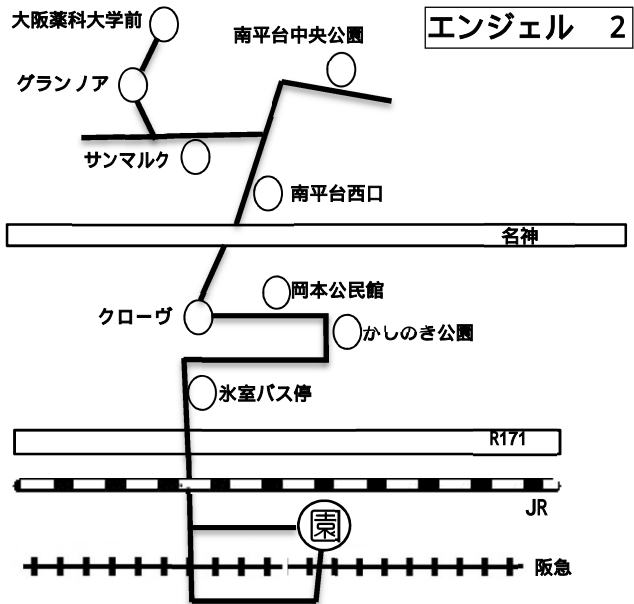 大阪薬科大学前
南平台中央公園
エンジェル 2
グランノア
サンマルク
南平台西口
名神
岡本公民館
クローヴ
かしのき公園
氷室バス停
R171
JR
園
阪急